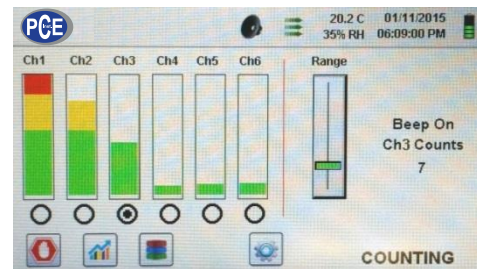 PCE
Inst.
20.2 C 01/11/2015
35% RH 06:09:00 PM
Ch1 Ch2 Ch3 Ch4 Ch5 Ch6 Range
Beep On
Ch3 Counts
7
COUNTING